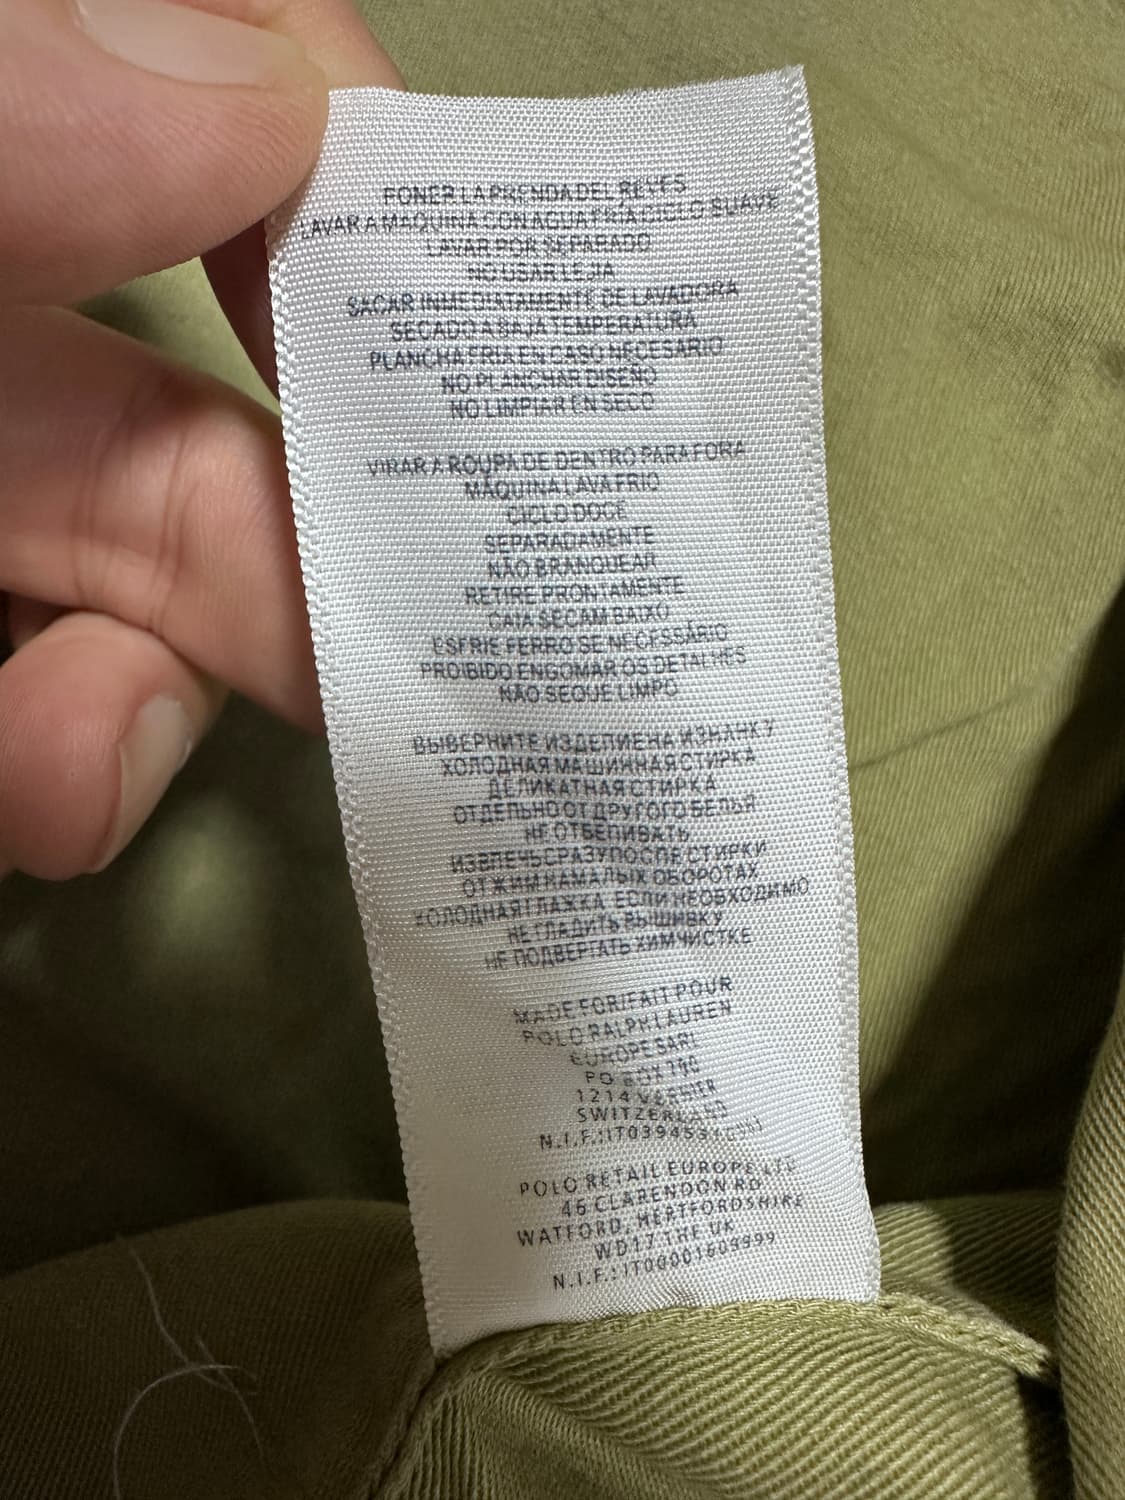 PONER LA PRENDA DEL REVES
LAVAR A MAQUINA CON AGUA FRIA CICLO SUAVE
LAVAR POR SEPARADO
NO USAR LEJIA
SACAR INMEDIATAMENTE DE LAVADORA
SECADO A BAJA TEMPERATURA
PLANCHA FRIA EN CASO NECESARIO
NO PLANCHAR DISEÑO
NO LIMPIAR EN SECO
VIRAR A ROUPA DE DENTRO PARA FORA
MÁQUINA LAVA FRIO
CICLO DOCE
SEPARADAMENTE
NÃO BRANQUEAR
RETIRE PRONTAMENTE
CAIA SECAM BAIXO
ESFRIE FERRO SE NECESSÁRIO
PROIBIDO ENGOMAR OS DETALHES
NÃO SEQUE LIMPO
ВЫВЕРНИТЕ ИЗДЕЛИЕ НА ИЗНАНКУ
ХОЛОДНАЯ МАШИННАЯ СТИРКА
ДЕЛИКАТНАЯ СТИРКА
ОТДЕЛЬНО ОТ ДРУГОГО БЕЛЬЯ
НЕ ОТБЕЛИВАТЬ
ИЗВЛЕЧЬ СРАЗУ ПОСЛЕ СТИРКИ
ОТЖИМ НА МАЛЫХ ОБОРОТАХ
ХОЛОДНАЯ ГЛАЖКА, ЕСЛИ НЕОБХОДИМО
НЕ ГЛАДИТЬ ВЫШИВКУ
НЕ ПОДВЕРГАТЬ ХИМЧИСТКЕ
MADE FOR/FAIT POUR
POLO RALPH LAUREN
EUROPE SARL
PO BOX
1214 VERNIER
SWITZERLAND
N.I.F.:
POLO RETAIL EUROPE LTD
46 CLARENDON RD
WATFORD, HERTFORDSHIRE
WD17 THE UK
N.I.F.: IT00001609999